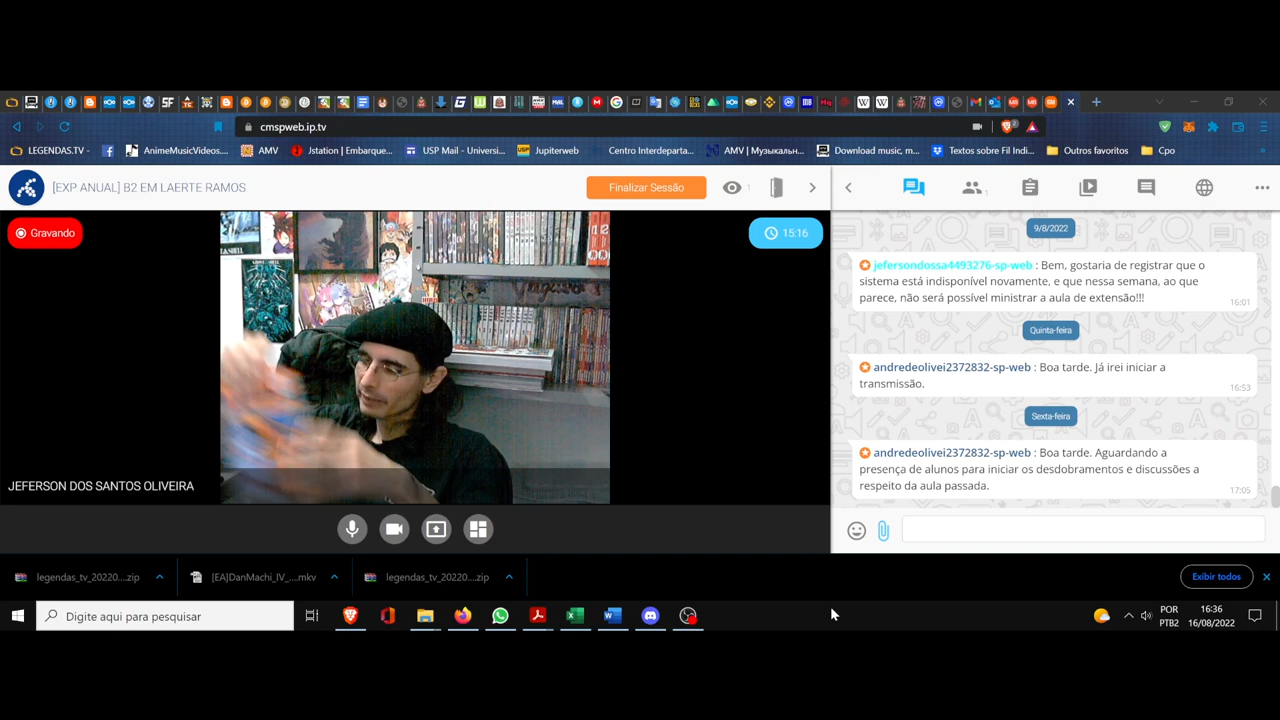 cmspweb.ip.tv
2
LEGENDAS.TV -
AnimeMusicVideos...
AMV
Jstation | Embarque...
USP Mail - Universi...
Jupiterweb
Centro Interdeparta...
AMV | Музыкальн...
Download music, m...
Textos sobre Fil Indi...
Outros favoritos
Cpo
[EXP ANUAL] B2 EM LAERTE RAMOS
Finalizar Sessão
1
1
Gravando
15:16
JEFERSON DOS SANTOS OLIVEIRA
9/8/2022
jefersondossa4493276-sp-web : Bem, gostaria de registrar que o
sistema está indisponível novamente, e que nessa semana, ao que
parece, não será possível ministrar a aula de extensão!!!
16:01
Quinta-feira
andredeolivei2372832-sp-web : Boa tarde. Já irei iniciar a
transmissão.
16:53
Sexta-feira
andredeolivei2372832-sp-web : Boa tarde. Aguardando a
presença de alunos para iniciar os desdobramentos e discussões a
respeito da aula passada.
17:05
legendas_tv_20220....zip
[EA]DanMachi_IV_....mkv
legendas_tv_20220....zip
Exibir todos
Digite aqui para pesquisar
POR
PTB2
16:36
16/08/2022